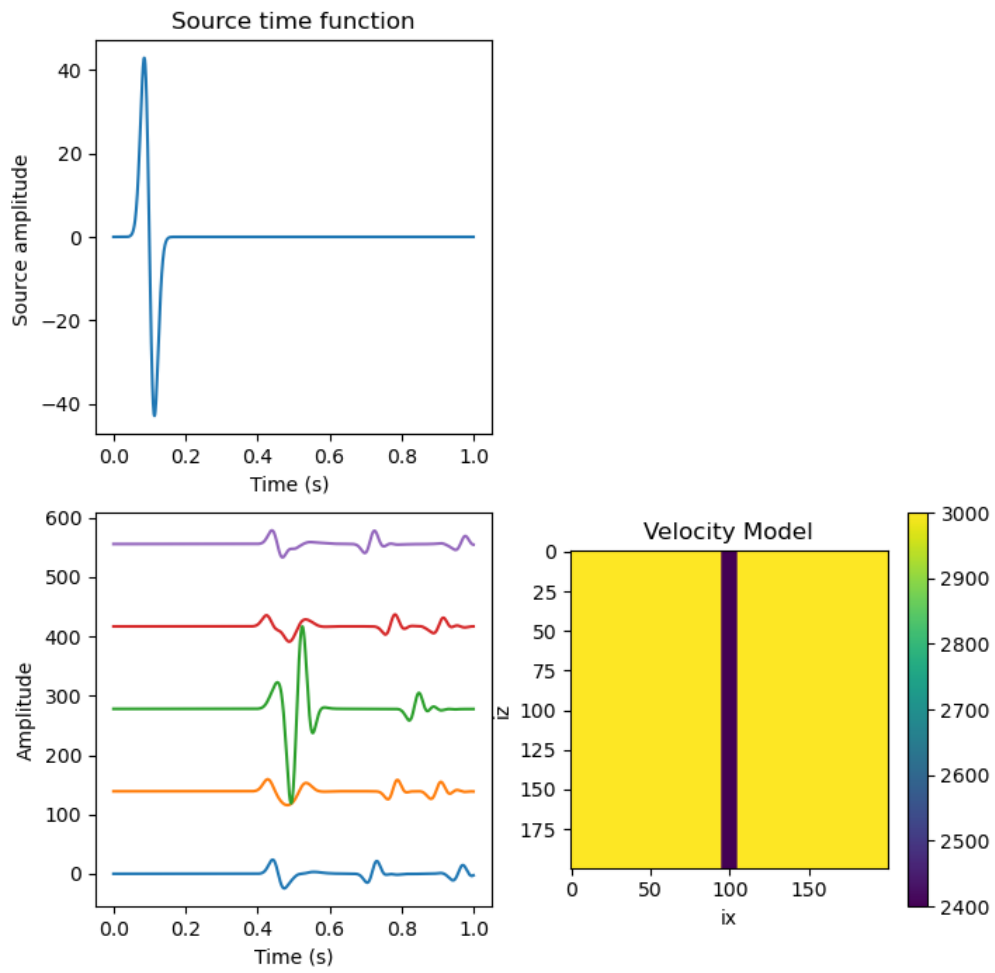 Source time function
Source amplitude
40
20
0
−20
−40
0.0 0.2 0.4 0.6 0.8 1.0
Time (s)
Amplitude
600
500
400
300
200
100
0
0.0 0.2 0.4 0.6 0.8 1.0
Time (s)
Velocity Model
iz
0
25
50
75
100
125
150
175
0 50 100 150
ix
3000
2900
2800
2700
2600
2500
2400